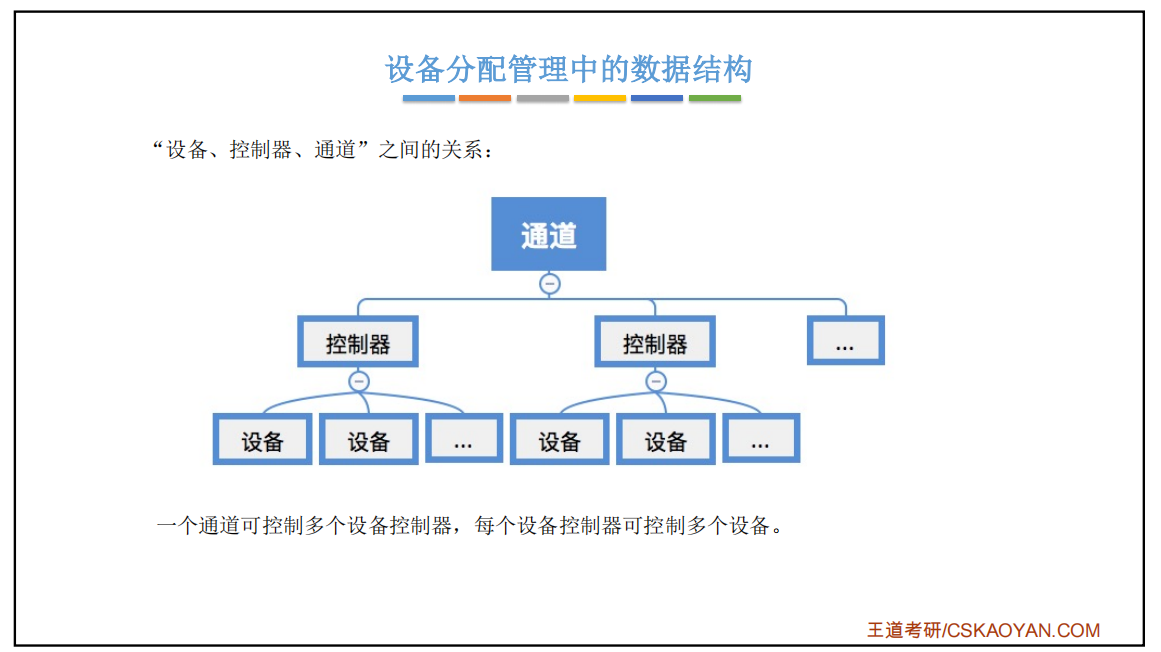 设备分配管理中的数据结构
“设备、控制器、通道”之间的关系：
通道
控制器
控制器
...
设备
设备
...
设备
设备
...
一个通道可控制多个设备控制器，每个设备控制器可控制多个设备。
王道考研/CSKAOYAN.COM